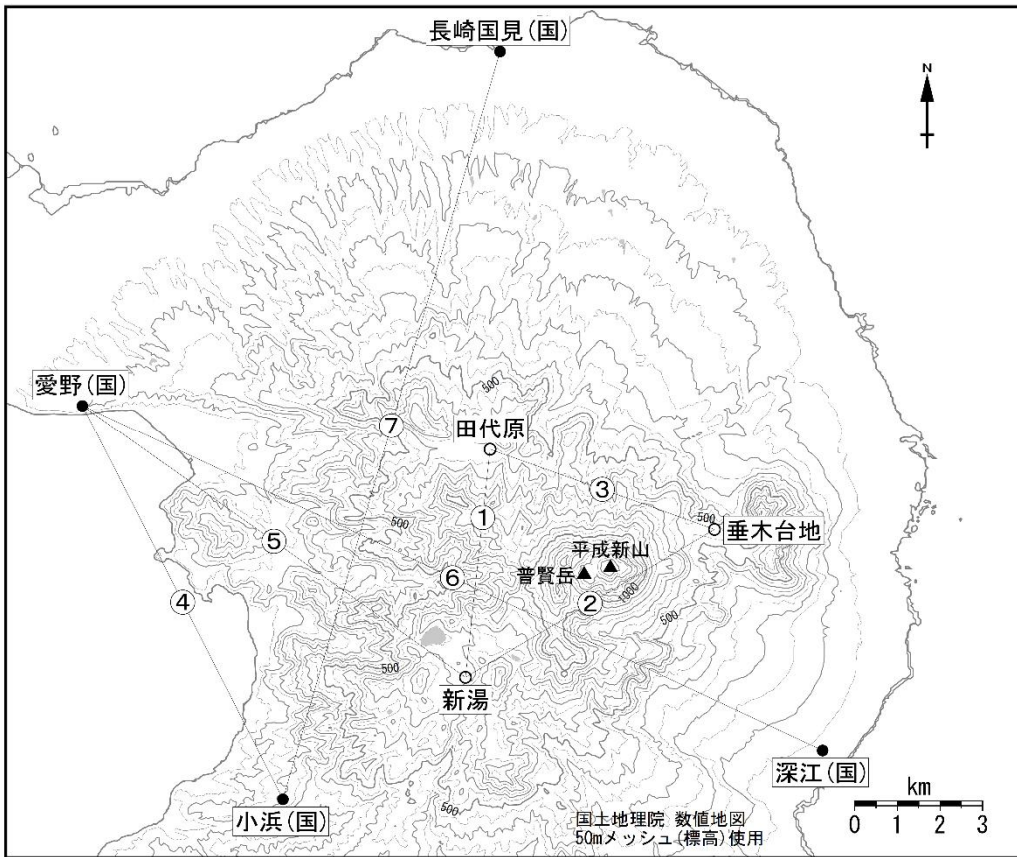 長崎国見(国)
N
愛野(国)
500
⑦
田代原
③
500
垂木台地
①
500
⑤
平成新山
普賢岳
⑥
②
1000
④
500
500
新湯
深江(国)
km
小浜(国)
500
国土地理院 数値地図
50mメッシュ(標高)使用
0 1 2 3